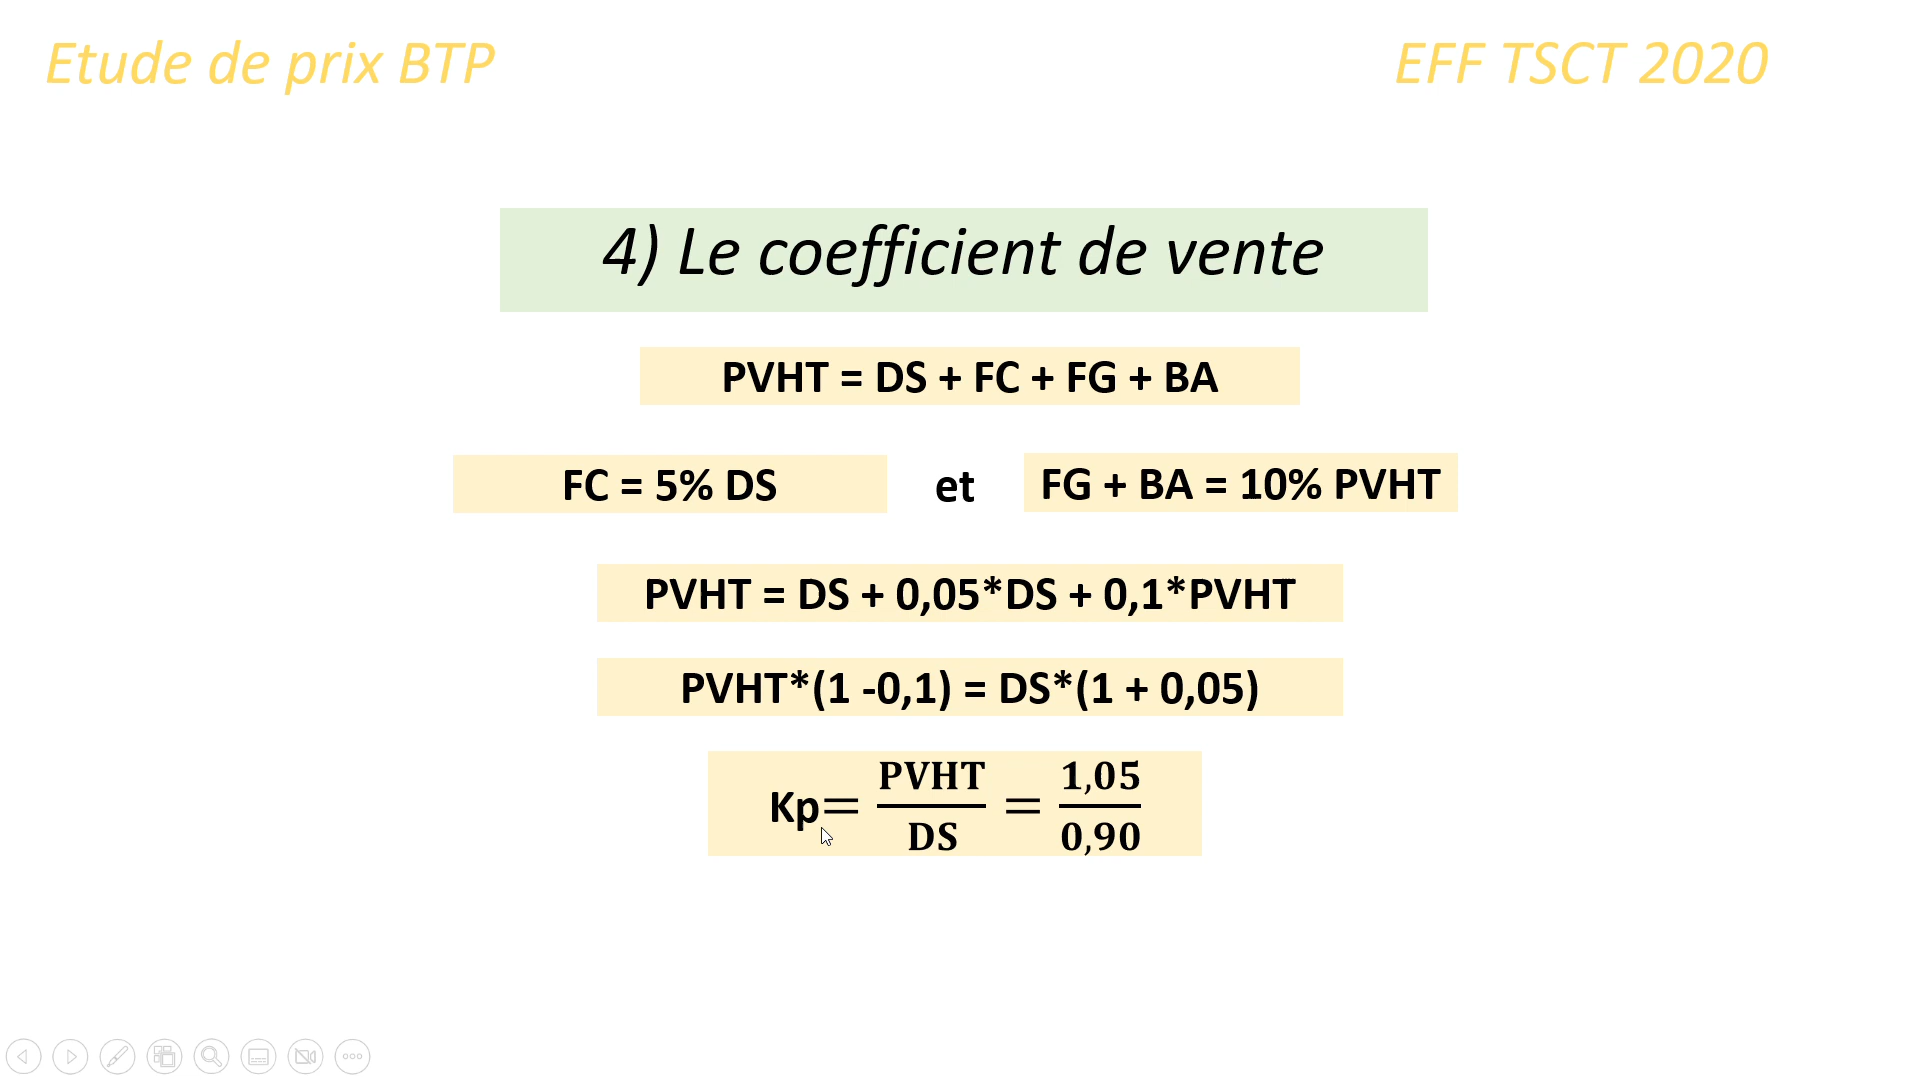 Etude de prix BTP
EFF TSCT 2020
4) Le coefficient de vente
PVHT = DS + FC + FG + BA
FC = 5% DS et FG + BA = 10% PVHT
PVHT = DS + 0,05*DS + 0,1*PVHT
PVHT*(1 -0,1) = DS*(1 + 0,05)
Kp= PVHT/DS = 1,05/0,90